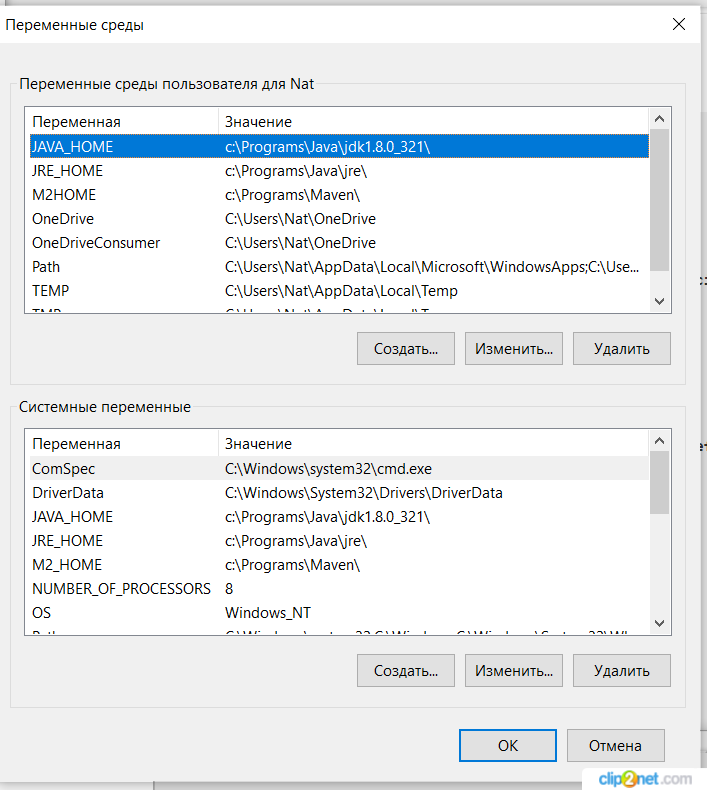 Переменные среды
Переменные среды пользователя для Nat
Переменная Значение
JAVA_HOME c:\Programs\Java\jdk1.8.0_321\
JRE_HOME c:\Programs\Java\jre\
M2HOME c:\Programs\Maven\
OneDrive C:\Users\Nat\OneDrive
OneDriveConsumer C:\Users\Nat\OneDrive
Path C:\Users\Nat\AppData\Local\Microsoft\WindowsApps;C:\Use...
TEMP C:\Users\Nat\AppData\Local\Temp
Создать... Изменить... Удалить
Системные переменные
Переменная Значение
ComSpec C:\Windows\system32\cmd.exe
DriverData C:\Windows\System32\Drivers\DriverData
JAVA_HOME c:\Programs\Java\jdk1.8.0_321\
JRE_HOME c:\Programs\Java\jre\
M2_HOME c:\Programs\Maven\
NUMBER_OF_PROCESSORS 8
OS Windows_NT
Создать... Изменить... Удалить
OK Отмена
clip2net.com